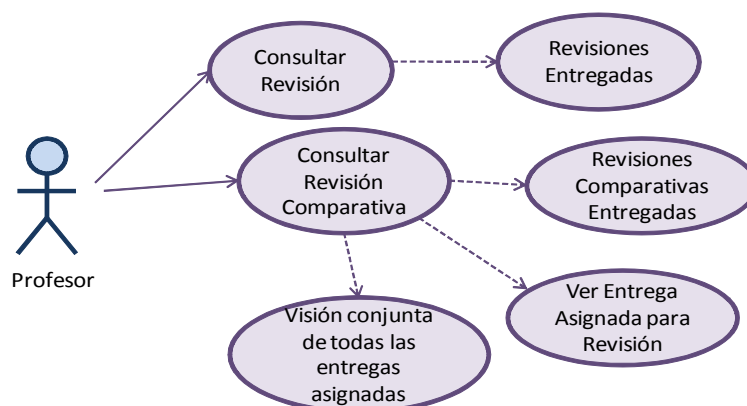 Consultar
Revisión
Revisiones
Entregadas
Consultar
Revisión
Comparativa
Revisiones
Comparativas
Entregadas
Profesor
Visión conjunta
de todas las
entregas
asignadas
Ver Entrega
Asignada para
Revisión